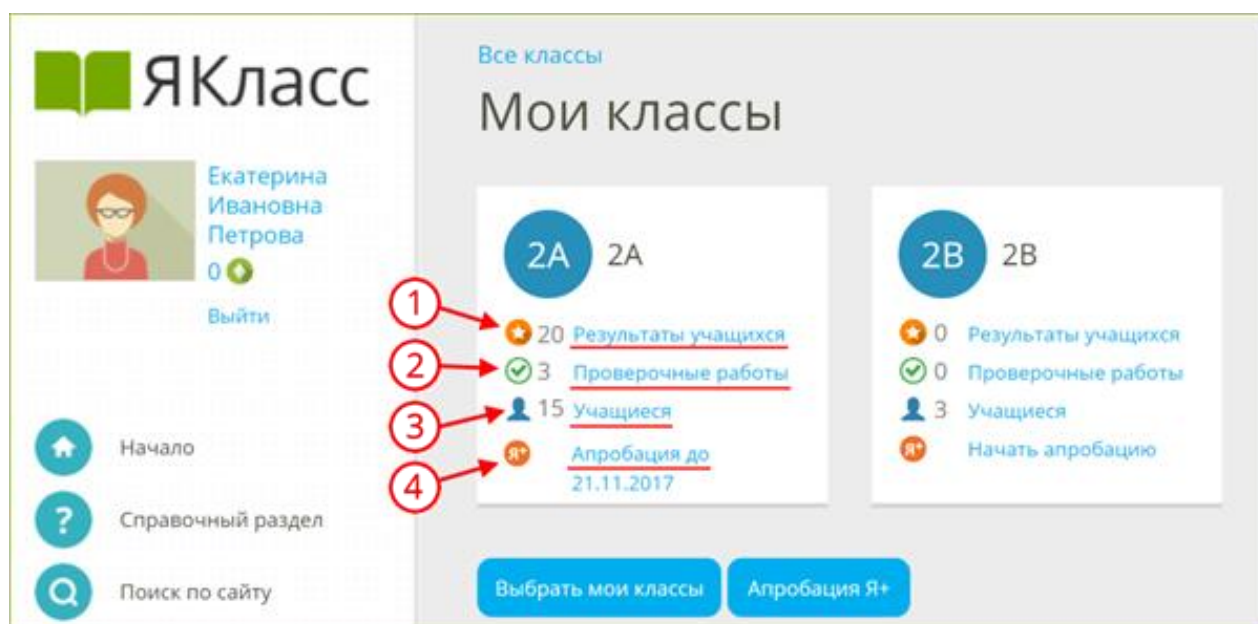 ЯКласс
Екатерина
Ивановна
Петрова
0
Выйти
Начало
Справочный раздел
Поиск по сайту
Все классы
Мои классы
2А 2А
1
20 Результаты учащихся
2
3 Проверочные работы
3
15 Учащиеся
4
Я+ Апробация до
21.11.2017
2В 2В
0 Результаты учащихся
0 Проверочные работы
3 Учащиеся
Я+ Начать апробацию
Выбрать мои классы
Апробация Я+